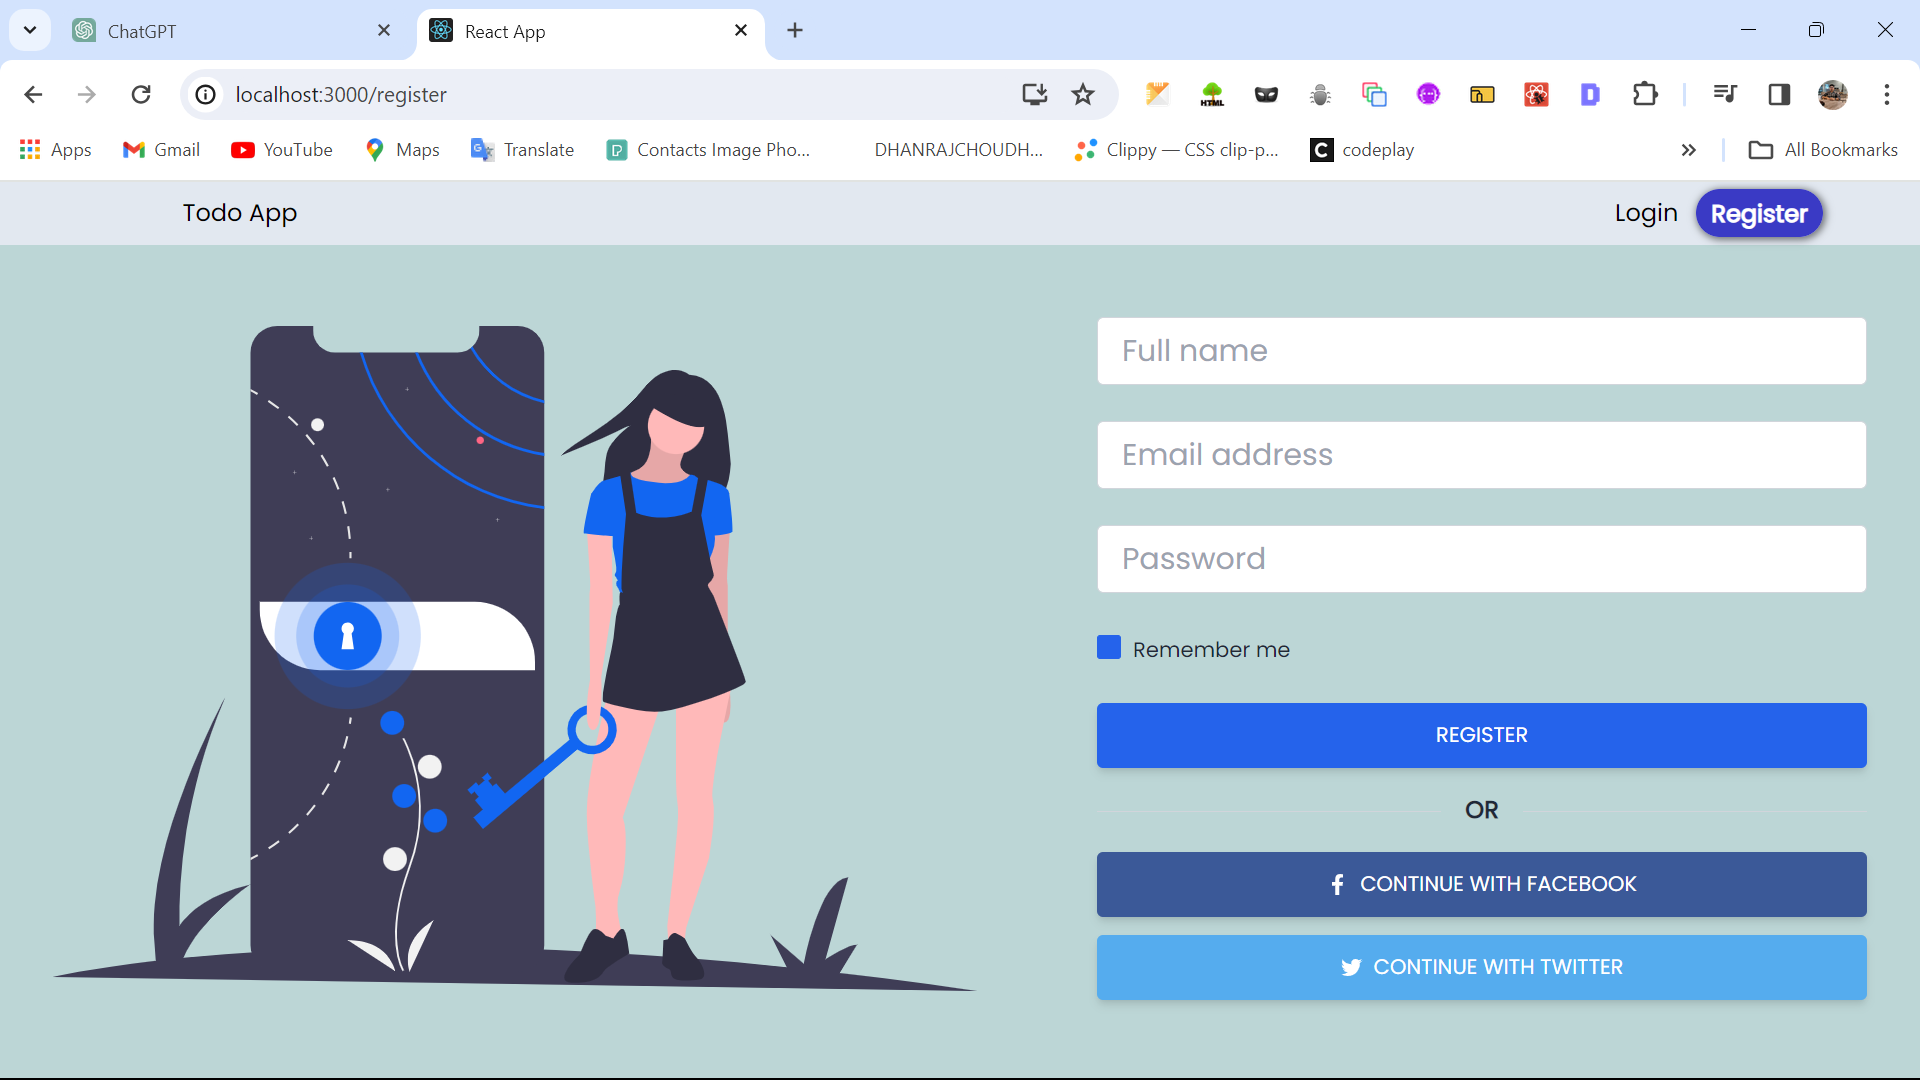 ChatGPT
React App
localhost:3000/register
HTML
Apps
Gmail
YouTube
Maps
Translate
Contacts Image Pho...
DHANRAJCHOUDH...
Clippy — CSS clip-p...
codeplay
All Bookmarks
Todo App
Login
Register
Full name
Email address
Password
Remember me
REGISTER
OR
CONTINUE WITH FACEBOOK
CONTINUE WITH TWITTER